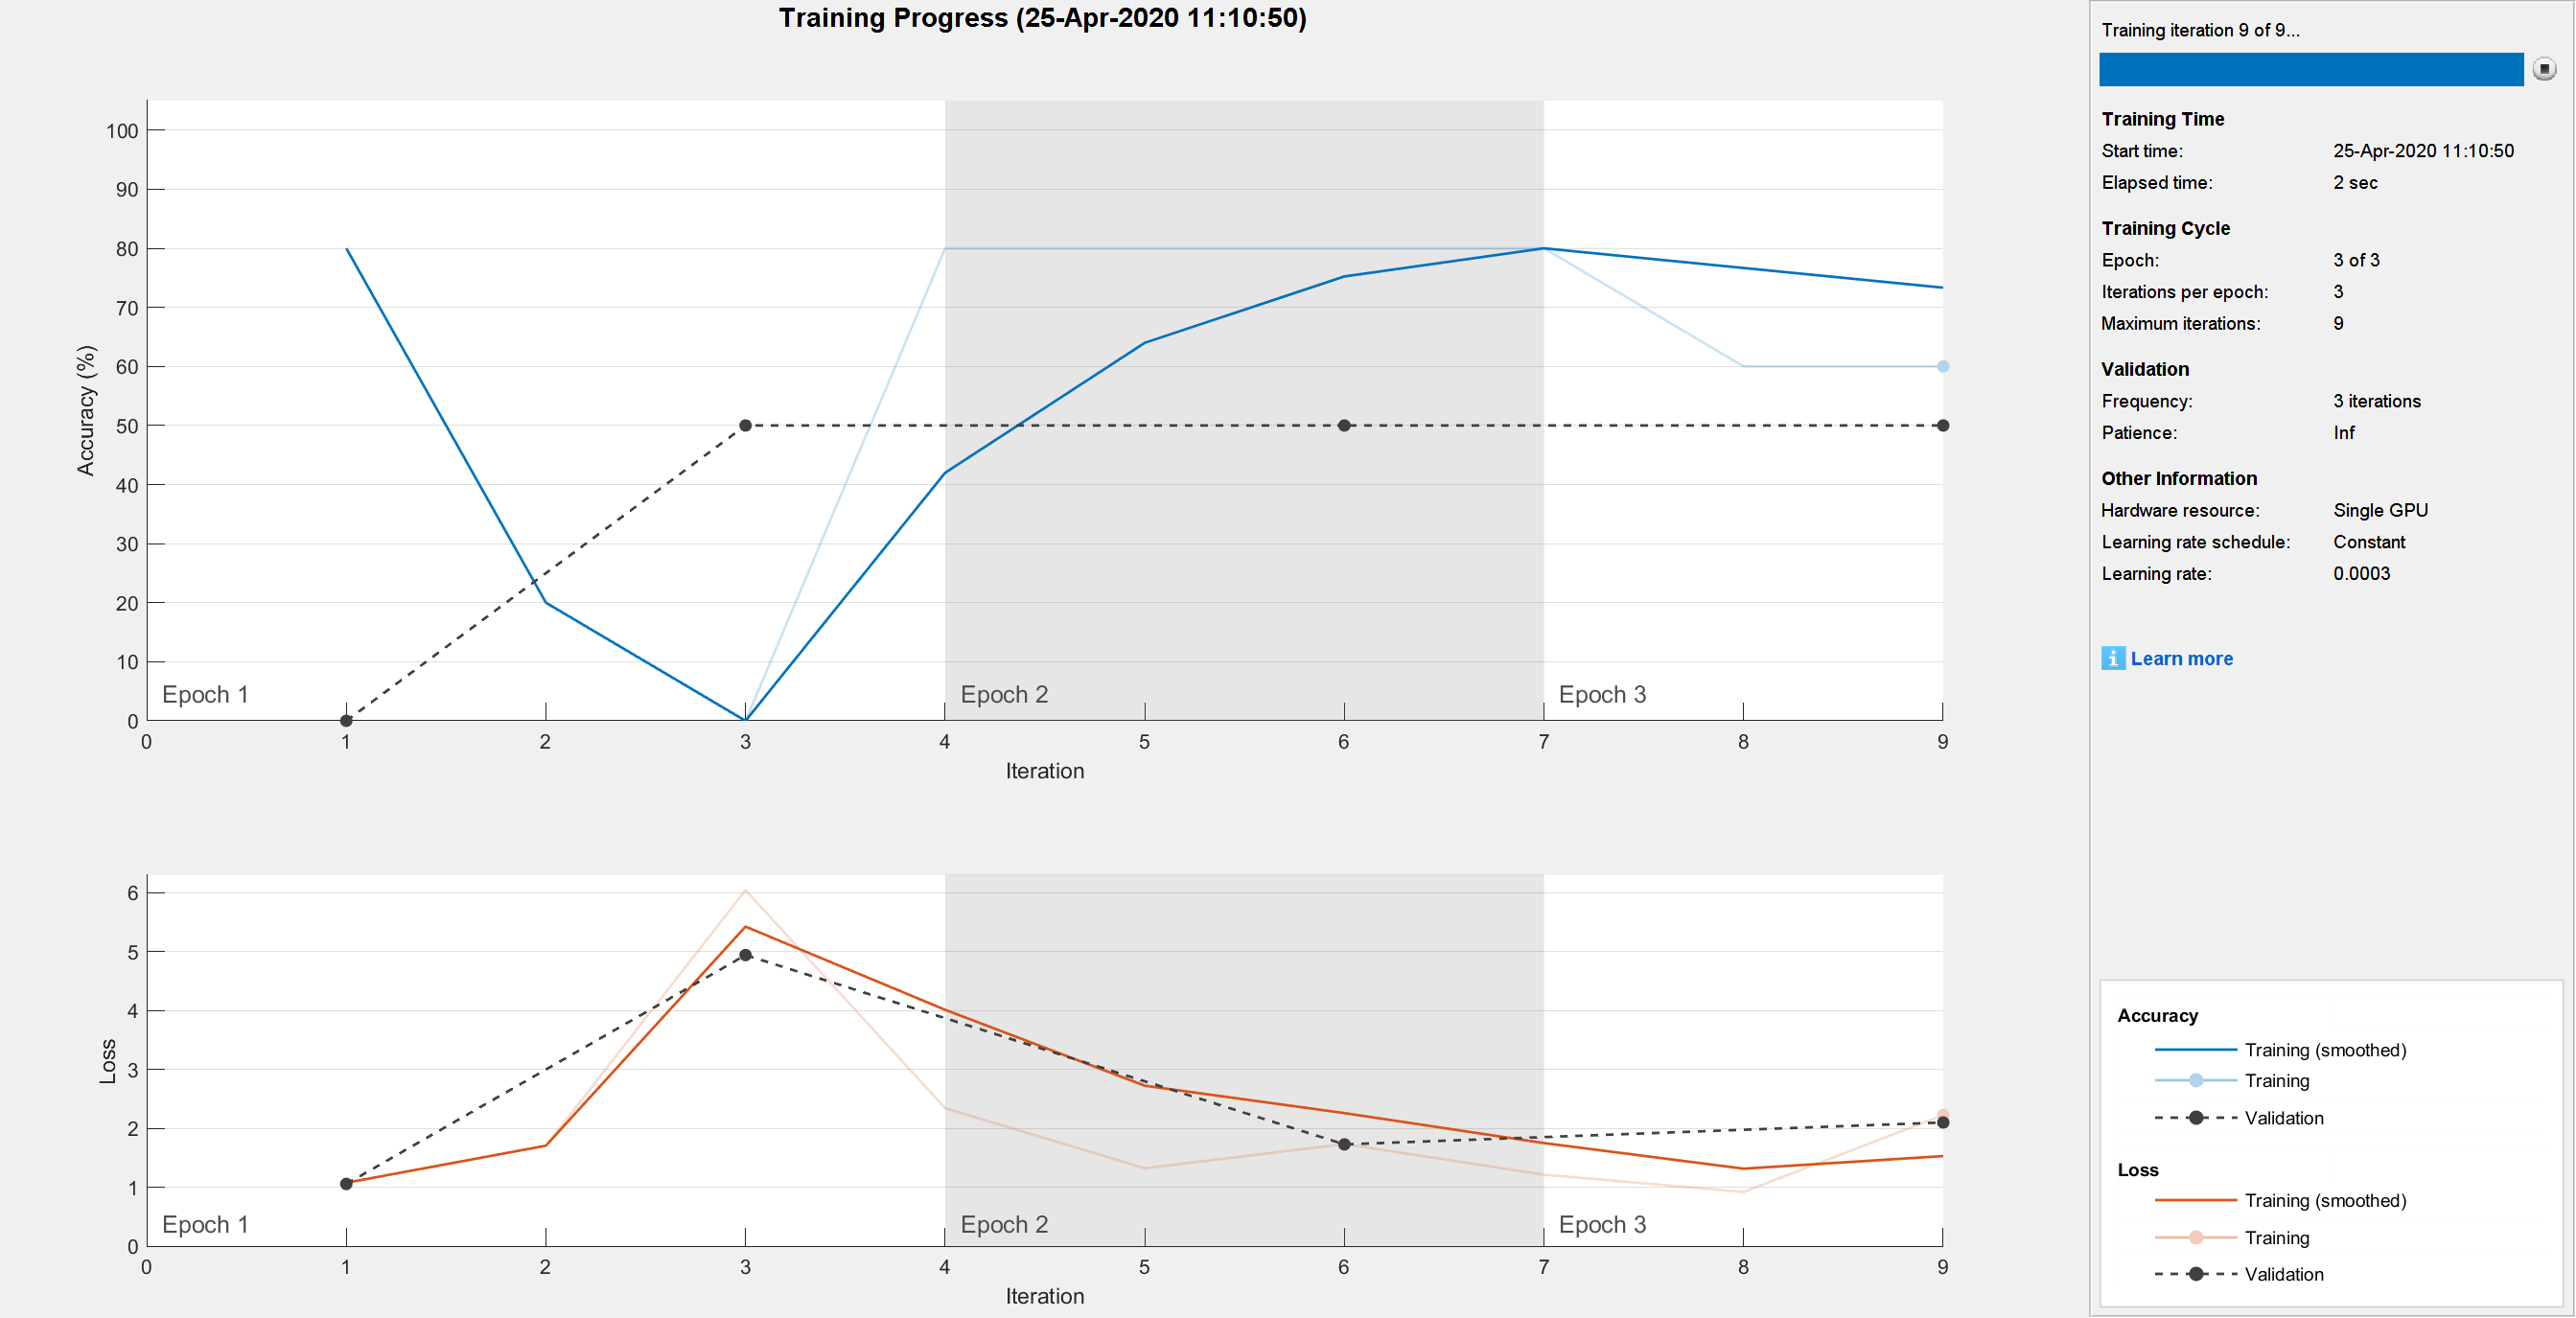 Training Progress (25-Apr-2020 11:10:50)
100
90
80
70
60
50
40
30
20
10
0
Accuracy (%)
Epoch 1
Epoch 2
Epoch 3
0 1 2 3 4 5 6 7 8 9
Iteration
6
5
4
3
2
1
0
Loss
Epoch 1
Epoch 2
Epoch 3
0 1 2 3 4 5 6 7 8 9
Iteration
Training iteration 9 of 9...
Training Time
Start time: 25-Apr-2020 11:10:50
Elapsed time: 2 sec
Training Cycle
Epoch: 3 of 3
Iterations per epoch: 3
Maximum iterations: 9
Validation
Frequency: 3 iterations
Patience: Inf
Other Information
Hardware resource: Single GPU
Learning rate schedule: Constant
Learning rate: 0.0003
i Learn more
Accuracy
Training (smoothed)
Training
Validation
Loss
Training (smoothed)
Training
Validation